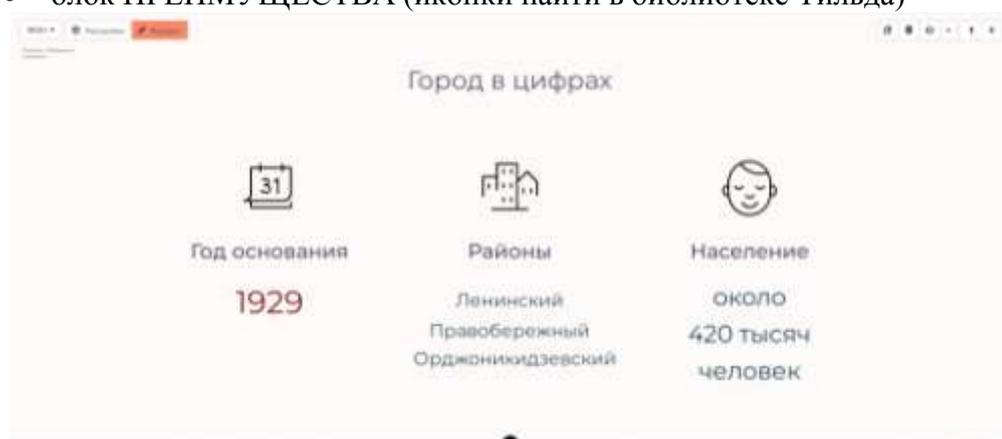 блок ПРЕИМУЩЕСТВА (иконки найти в библиотеке Тильда)
Город в цифрах
31
Год основания
Районы
Население
1929
Ленинский
Правобережный
Орджоникидзевский
около
420 тысяч
человек